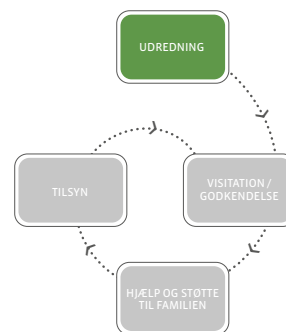 UDREDNING
TILSYN
VISITATION /
GODKENDELSE
HJÆLP OG STØTTE
TIL FAMILIEN